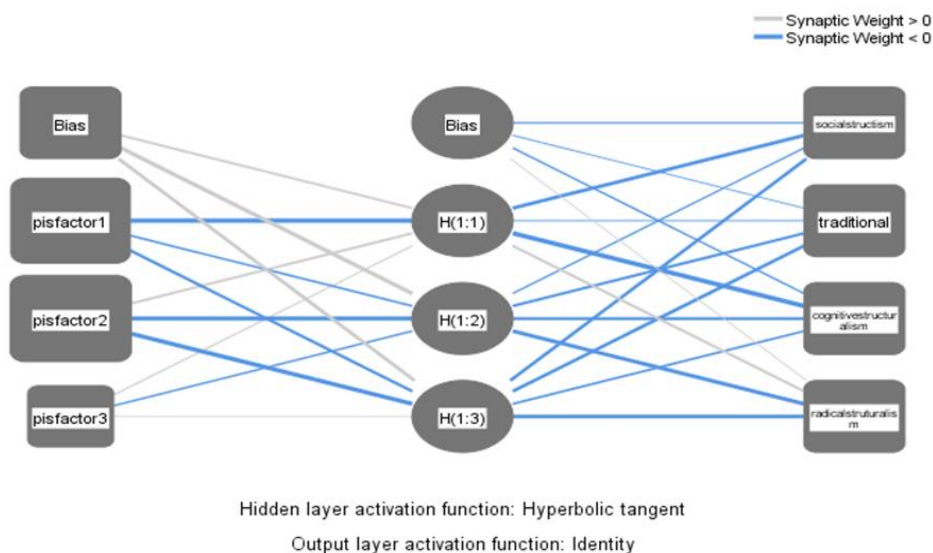 Synaptic Weight > 0
Synaptic Weight < 0
Bias
Bias
socialstructism
pisfactor1
H(1:1)
traditional
pisfactor2
H(1:2)
cognitivestructur
alism
pisfactor3
H(1:3)
radicalstruturalis
m
Hidden layer activation function: Hyperbolic tangent
Output layer activation function: Identity